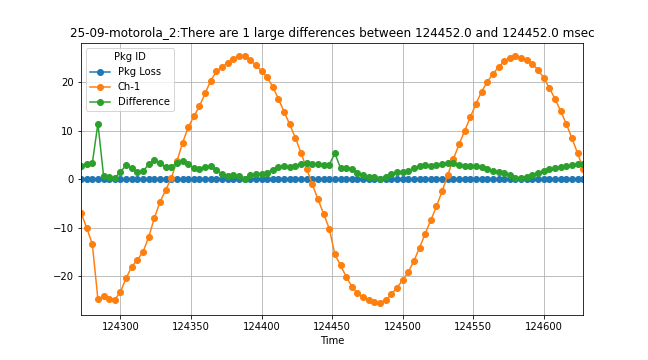 25-09-motorola_2:There are 1 large differences between 124452.0 and 124452.0 msec
Pkg ID
Pkg Loss
Ch-1
Difference
20
10
0
−10
−20
124300 124350 124400 124450 124500 124550 124600
Time